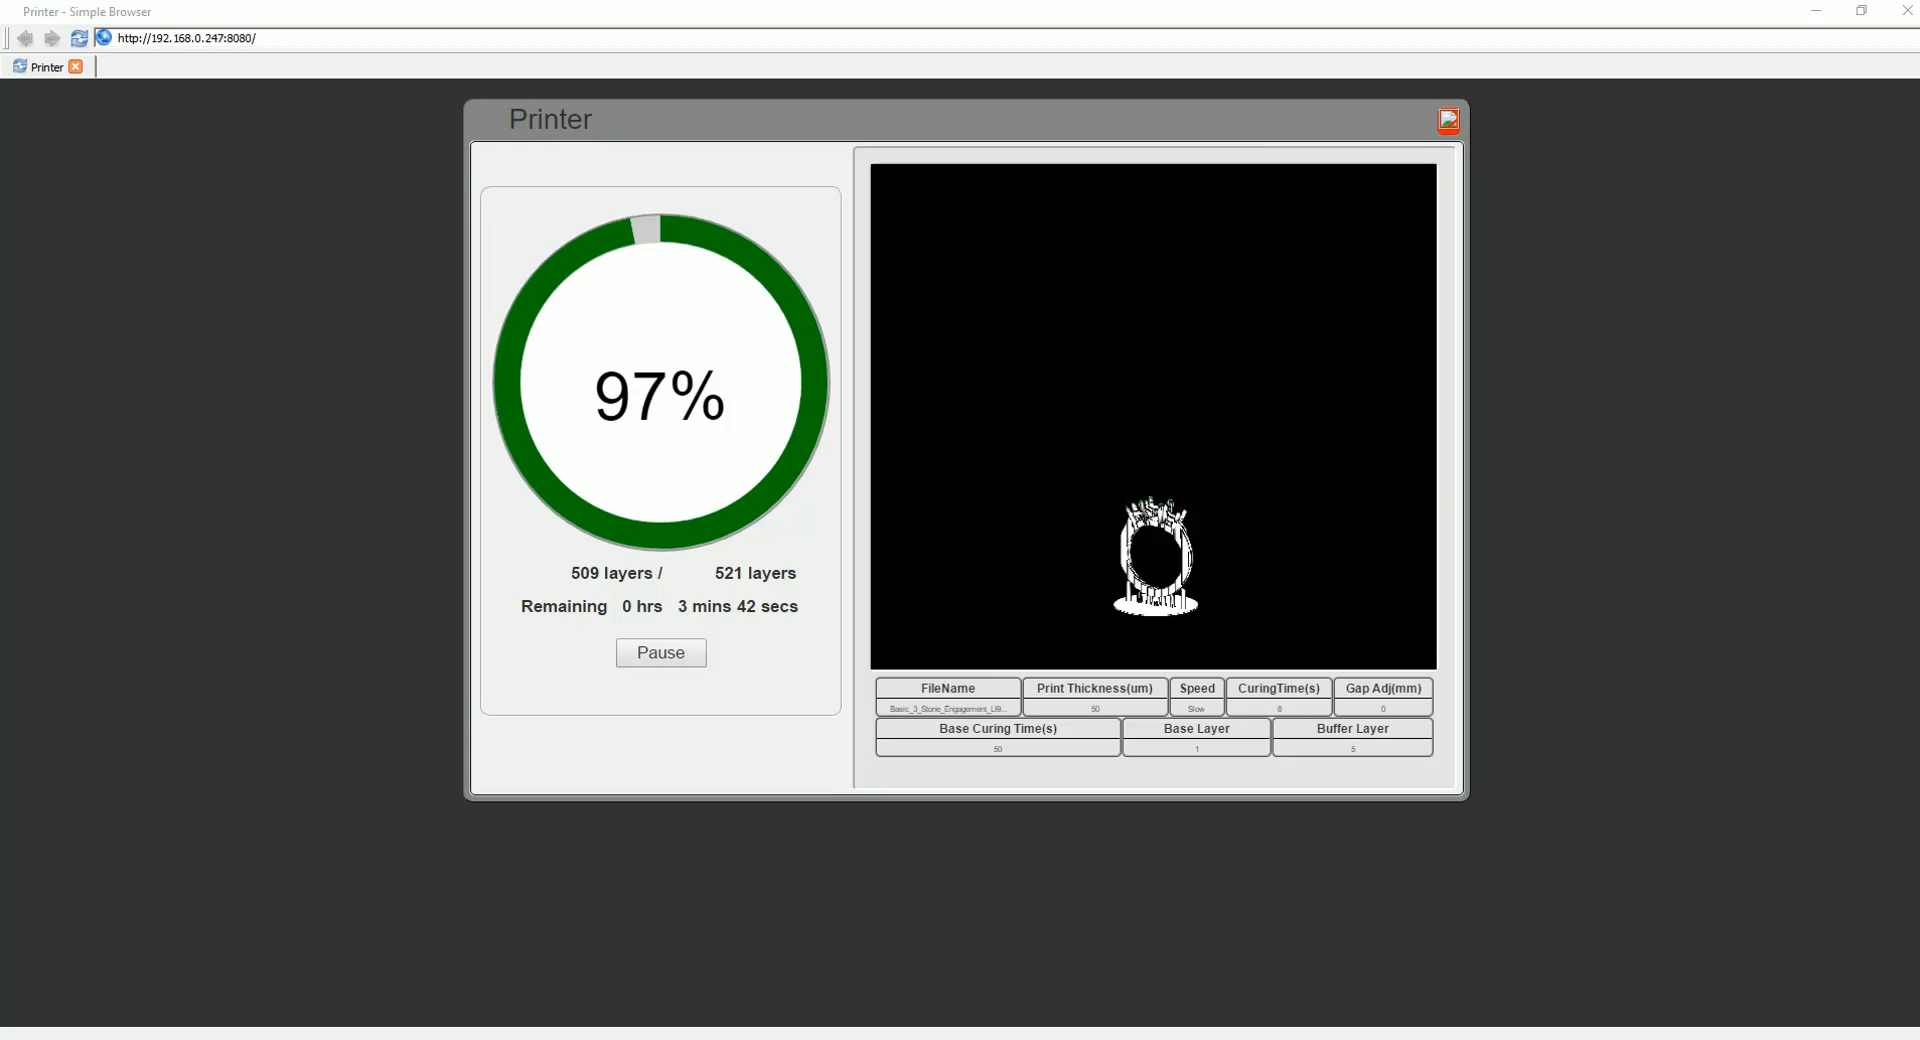 Printer - Simple Browser
http://192.168.0.247:8080/
Printer
Printer
97%
509 layers / 521 layers
Remaining 0 hrs 3 mins 42 secs
Pause
FileName Print Thickness(um) Speed CuringTime(s) Gap Adj(mm)
Basic_3_Stone_Engagement_U9... 50 Slow 8 0
Base Curing Time(s) Base Layer Buffer Layer
50 1 5